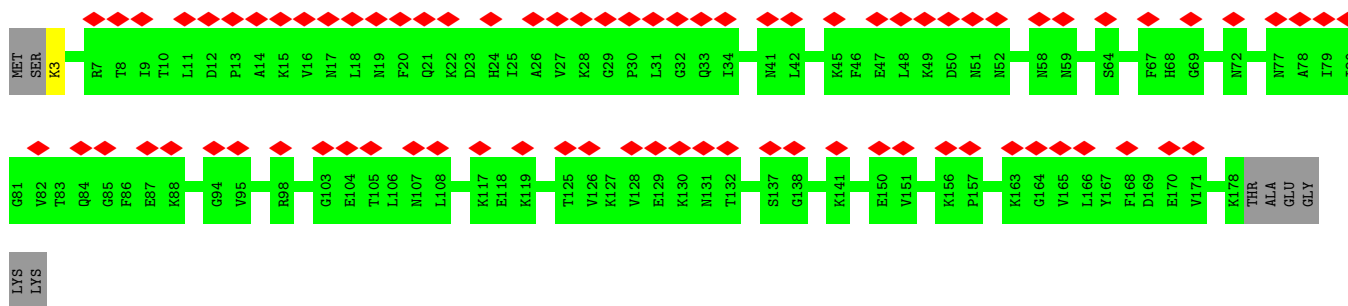 MET SER K3 R7 T8 I9 T10 L11 D12 P13 A14 K15 V16 N17 L18 N19 F20 Q21 K22 D23 H24 I25 A26 V27 K28 G29 P30 L31 G32 Q33 I34 N41 L42 K45 F46 E47 L48 K49 D50 N51 N52 N58 N59 S64 F67 H68 G69 N72 N77 A78 I79
G81 V82 T83 Q84 G85 F86 E87 K88 G94 V95 R98 G103 E104 T105 L106 N107 L108 K117 E118 K119 T125 V126 K127 V128 E129 K130 N131 T132 S137 G138 K141 E150 V151 K156 P157 K163 G164 V165 L166 Y167 F168 D169 E170 V171 K178 THR ALA GLU GLY
LYS LYS